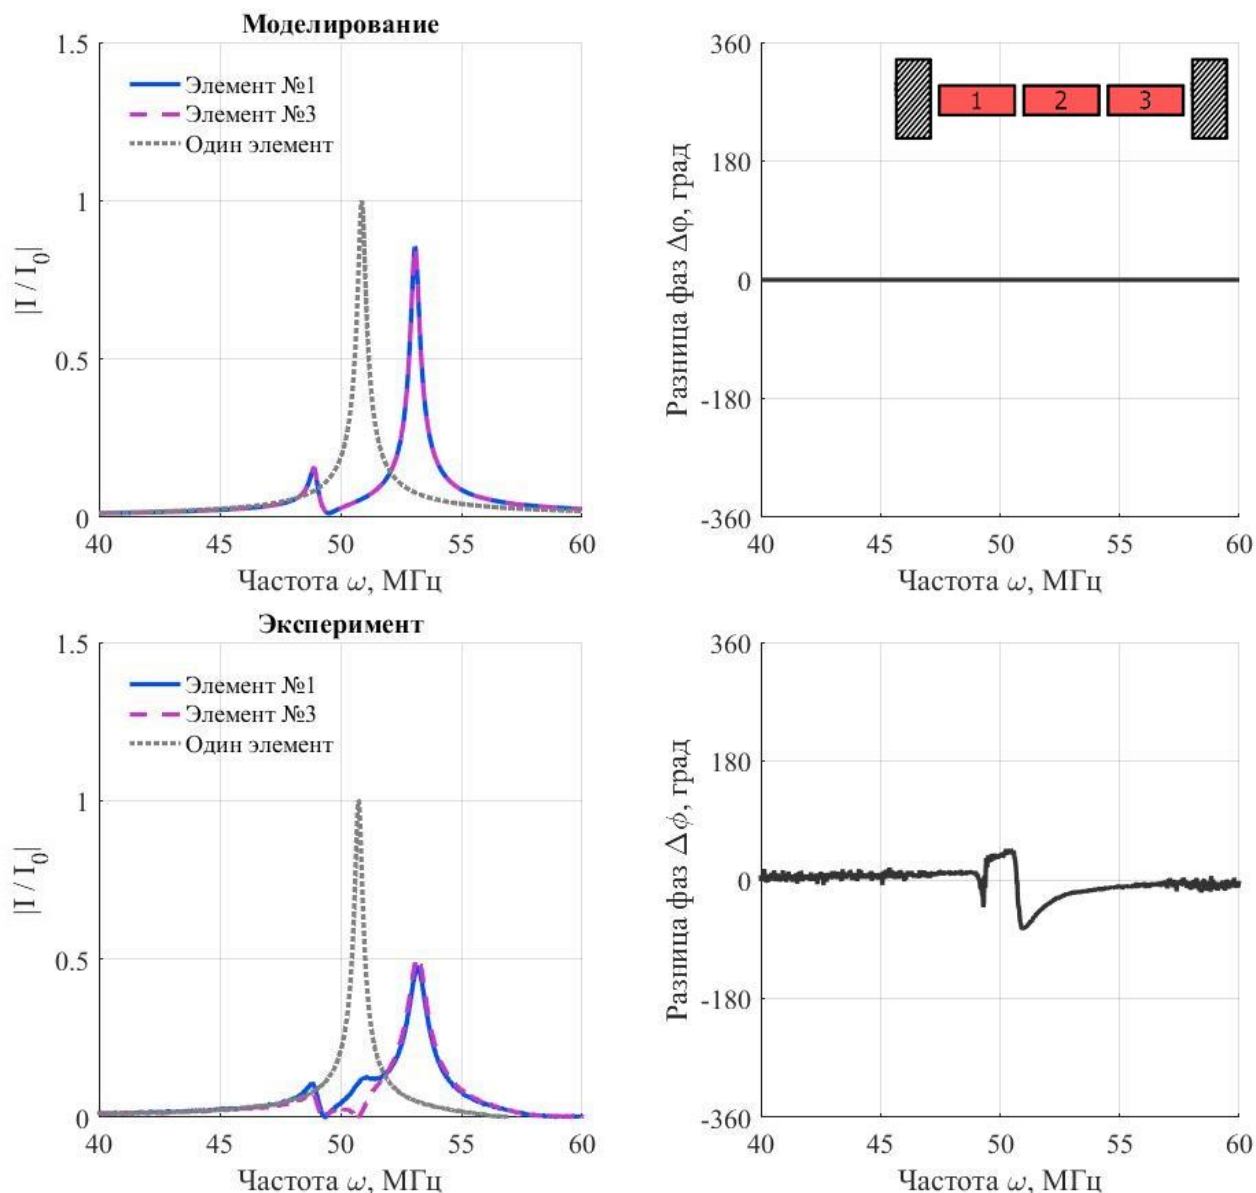 Моделирование
1.5
1
0.5
0
40
45
50
55
60
|I / I₀|
Частота ω, МГц
Элемент №1
Элемент №3
Один элемент
360
180
0
-180
-360
40
45
50
55
60
Разница фаз Δφ, град
Частота ω, МГц
1
2
3
Эксперимент
1.5
1
0.5
0
40
45
50
55
60
|I / I₀|
Частота ω, МГц
Элемент №1
Элемент №3
Один элемент
360
180
0
-180
-360
40
45
50
55
60
Разница фаз Δϕ, град
Частота ω, МГц